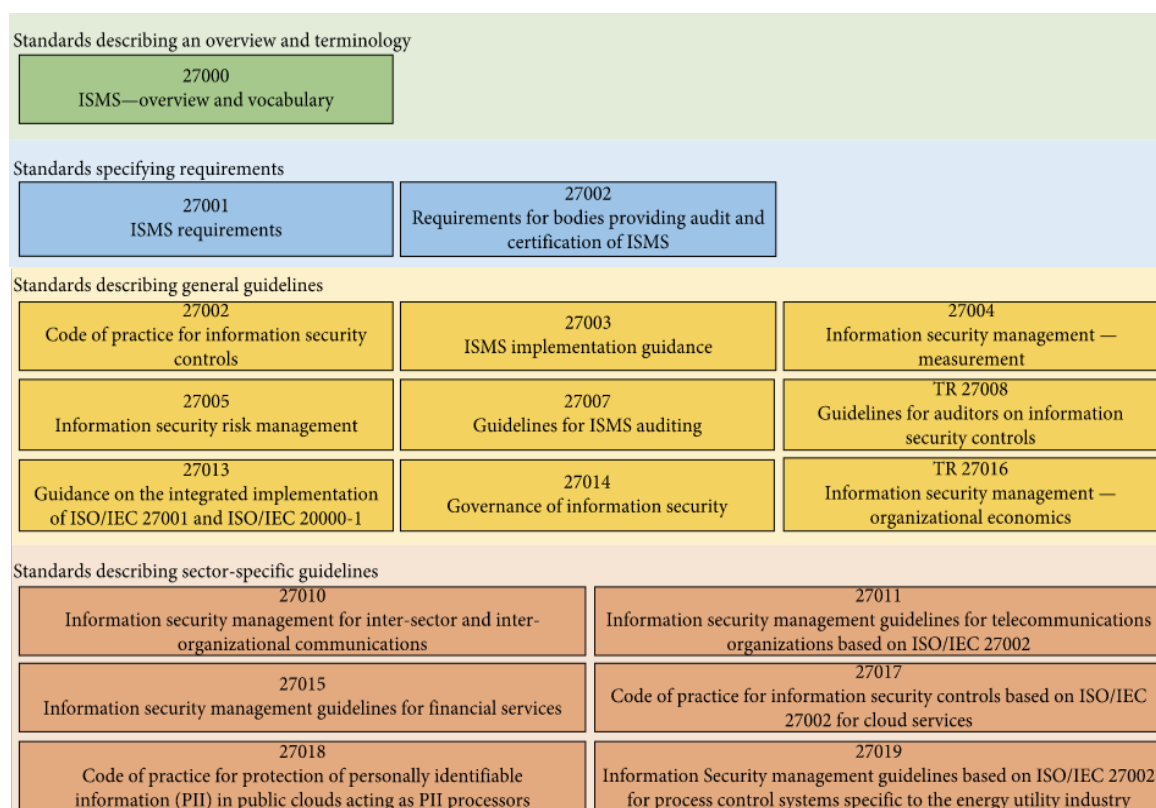 Standards describing an overview and terminology
27000
ISMS—overview and vocabulary
Standards specifying requirements
27001
ISMS requirements
27002
Requirements for bodies providing audit and
certification of ISMS
Standards describing general guidelines
27002
Code of practice for information security
controls
27003
ISMS implementation guidance
27004
Information security management —
measurement
27005
Information security risk management
27007
Guidelines for ISMS auditing
TR 27008
Guidelines for auditors on information
security controls
27013
Guidance on the integrated implementation
of ISO/IEC 27001 and ISO/IEC 20000-1
27014
Governance of information security
TR 27016
Information security management —
organizational economics
Standards describing sector-specific guidelines
27010
Information security management for inter-sector and inter-
organizational communications
27011
Information security management guidelines for telecommunications
organizations based on ISO/IEC 27002
27015
Information security management guidelines for financial services
27017
Code of practice for information security controls based on ISO/IEC
27002 for cloud services
27018
Code of practice for protection of personally identifiable
information (PII) in public clouds acting as PII processors
27019
Information Security management guidelines based on ISO/IEC 27002
for process control systems specific to the energy utility industry